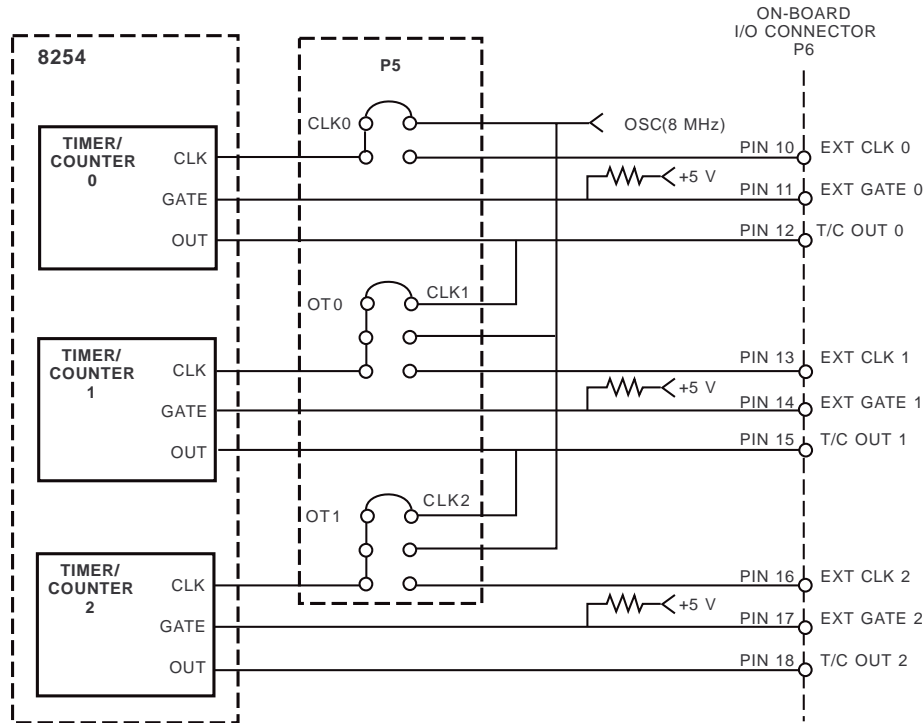 ON-BOARD
I/O CONNECTOR
P6
8254
P5
CLK0
OSC(8 MHz)
TIMER/
COUNTER
0
CLK
GATE
OUT
PIN 10
EXT CLK 0
+5 V
PIN 11
EXT GATE 0
PIN 12
T/C OUT 0
OT0
CLK1
TIMER/
COUNTER
1
CLK
GATE
OUT
PIN 13
EXT CLK 1
+5 V
PIN 14
EXT GATE 1
PIN 15
T/C OUT 1
OT1
CLK2
TIMER/
COUNTER
2
CLK
GATE
OUT
PIN 16
EXT CLK 2
+5 V
PIN 17
EXT GATE 2
PIN 18
T/C OUT 2